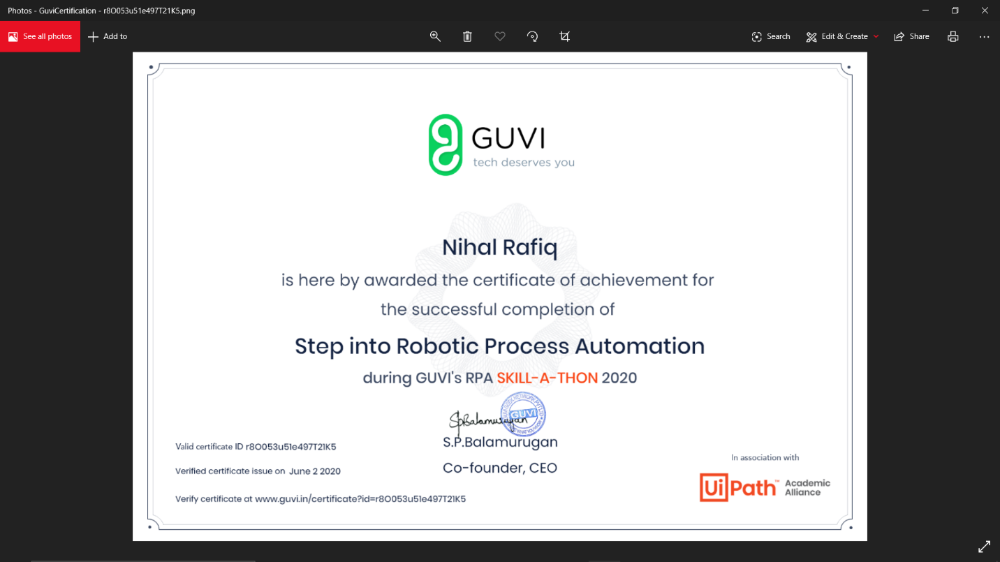 Photos - GuviCertification - r8O053u51e497T21K5.png
See all photos
Add to
Search
Edit & Create
Share
GUVI
tech deserves you
Nihal Rafiq
is here by awarded the certificate of achievement for
the successful completion of
Step into Robotic Process Automation
during GUVI's RPA SKILL-A-THON 2020
SpBalamurugan
GUVI
S.P.Balamurugan
Co-founder, CEO
Valid certificate ID r8O053u51e497T21K5
Verified certificate issue on June 2 2020
Verify certificate at www.guvi.in/certificate?id=r8O053u51e497T21K5
In association with
UiPath™ Academic
Alliance